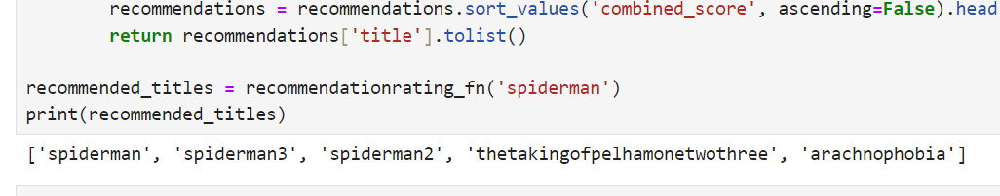 recommendations = recommendations.sort_values('combined_score', ascending=False).head
return recommendations['title'].tolist()
recommended_titles = recommendationrating_fn('spiderman')
print(recommended_titles)
['spiderman', 'spiderman3', 'spiderman2', 'thetakingofpelhamonetwothree', 'arachnophobia']